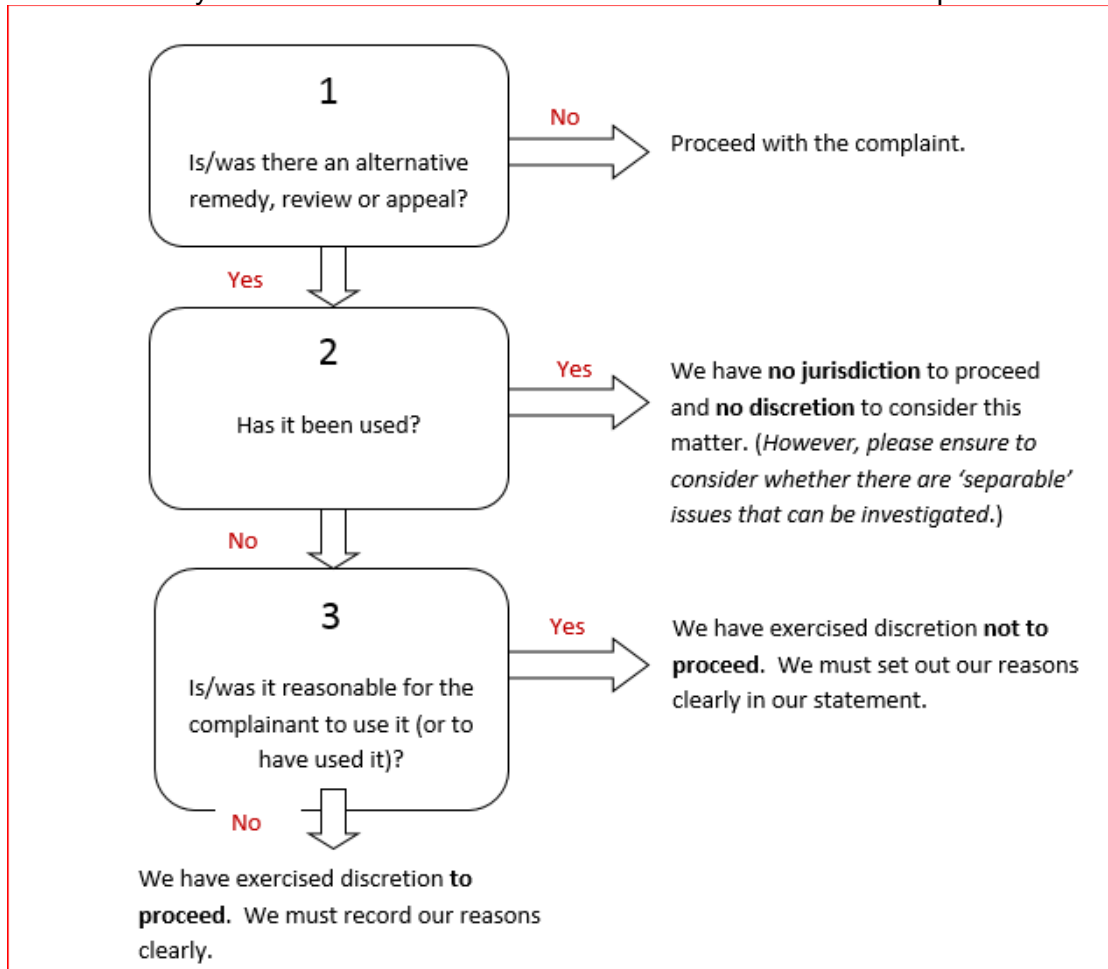 1
No
Is/was there an alternative
remedy, review or appeal?
Proceed with the complaint.
Yes
2
Yes
Has it been used?
We have no jurisdiction to proceed
and no discretion to consider this
matter. (However, please ensure to
consider whether there are ‘separable’
issues that can be investigated.)
No
3
Yes
Is/was it reasonable for the
complainant to use it (or to
have used it)?
We have exercised discretion not to
proceed. We must set out our reasons
clearly in our statement.
No
We have exercised discretion to
proceed. We must record our reasons
clearly.